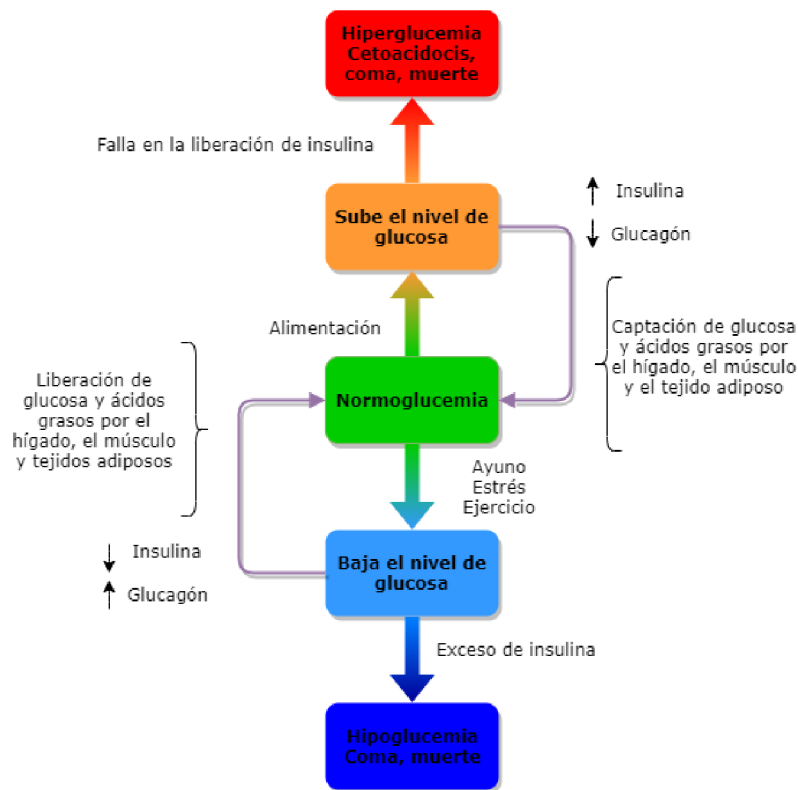 Hiperglucemia
Cetoacidocis,
coma, muerte
Falla en la liberación de insulina
Sube el nivel de
glucosa
Insulina
Glucagón
Alimentación
Captación de glucosa
y ácidos grasos por
el hígado, el músculo
y el tejido adiposo
Liberación de
glucosa y ácidos
grasos por el
hígado, el músculo
y tejidos adiposos
Normoglucemia
Ayuno
Estrés
Ejercicio
Insulina
Glucagón
Baja el nivel de
glucosa
Exceso de insulina
Hipoglucemia
Coma, muerte